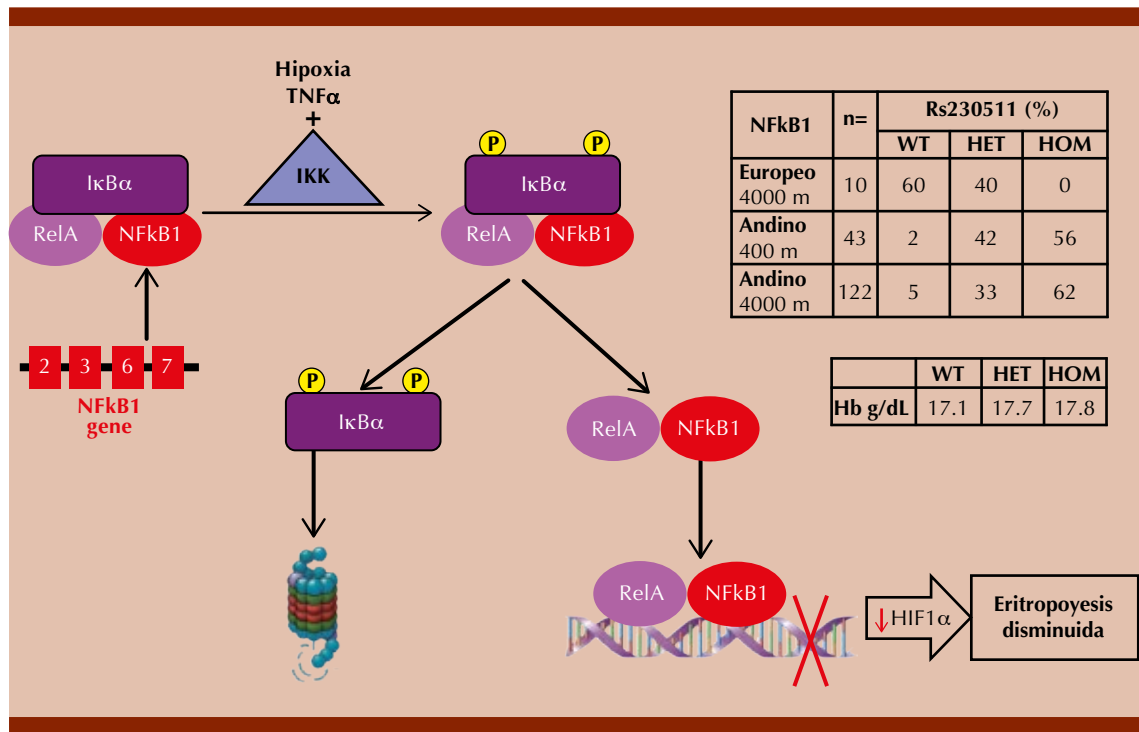 Hipoxia
TNFα
+
IKK
IκBα
RelA
NFkB1
P
P
IκBα
RelA
NFkB1
2 3 6 7
NFkB1
gene
P
P
IκBα
RelA
NFkB1
RelA
NFkB1
↓HIF1α
Eritropoyesis
disminuida
NFkB1 n= Rs230511 (%)
WT HET HOM
Europeo
4000 m 10 60 40 0
Andino
400 m 43 2 42 56
Andino
4000 m 122 5 33 62
WT HET HOM
Hb g/dL 17.1 17.7 17.8